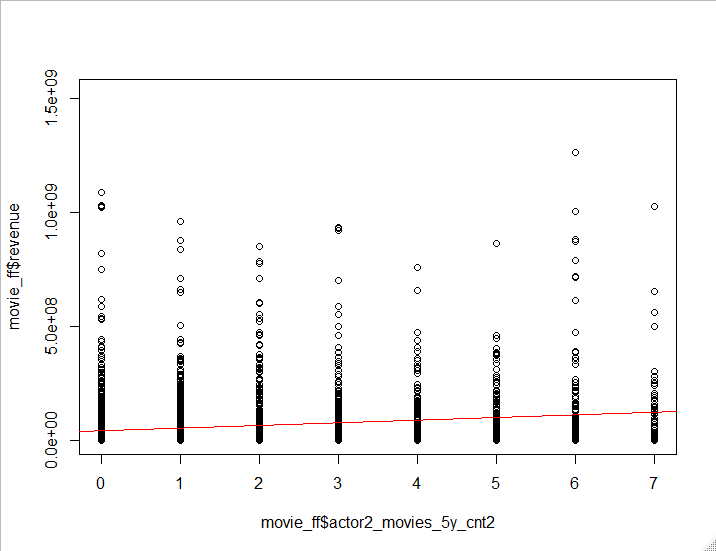 1.5e+09
1.0e+09
5.0e+08
0.0e+00
movie_ff$revenue
0 1 2 3 4 5 6 7
movie_ff$actor2_movies_5y_cnt2